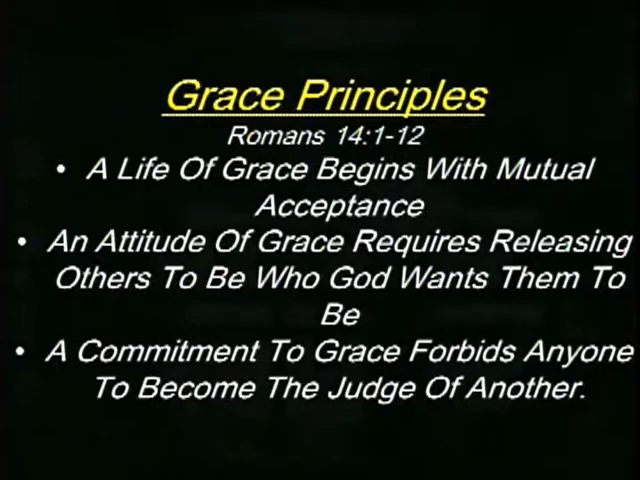 Grace Principles
Romans 14:1-12
• A Life Of Grace Begins With Mutual
Acceptance
• An Attitude Of Grace Requires Releasing
Others To Be Who God Wants Them To
Be
• A Commitment To Grace Forbids Anyone
To Become The Judge Of Another.